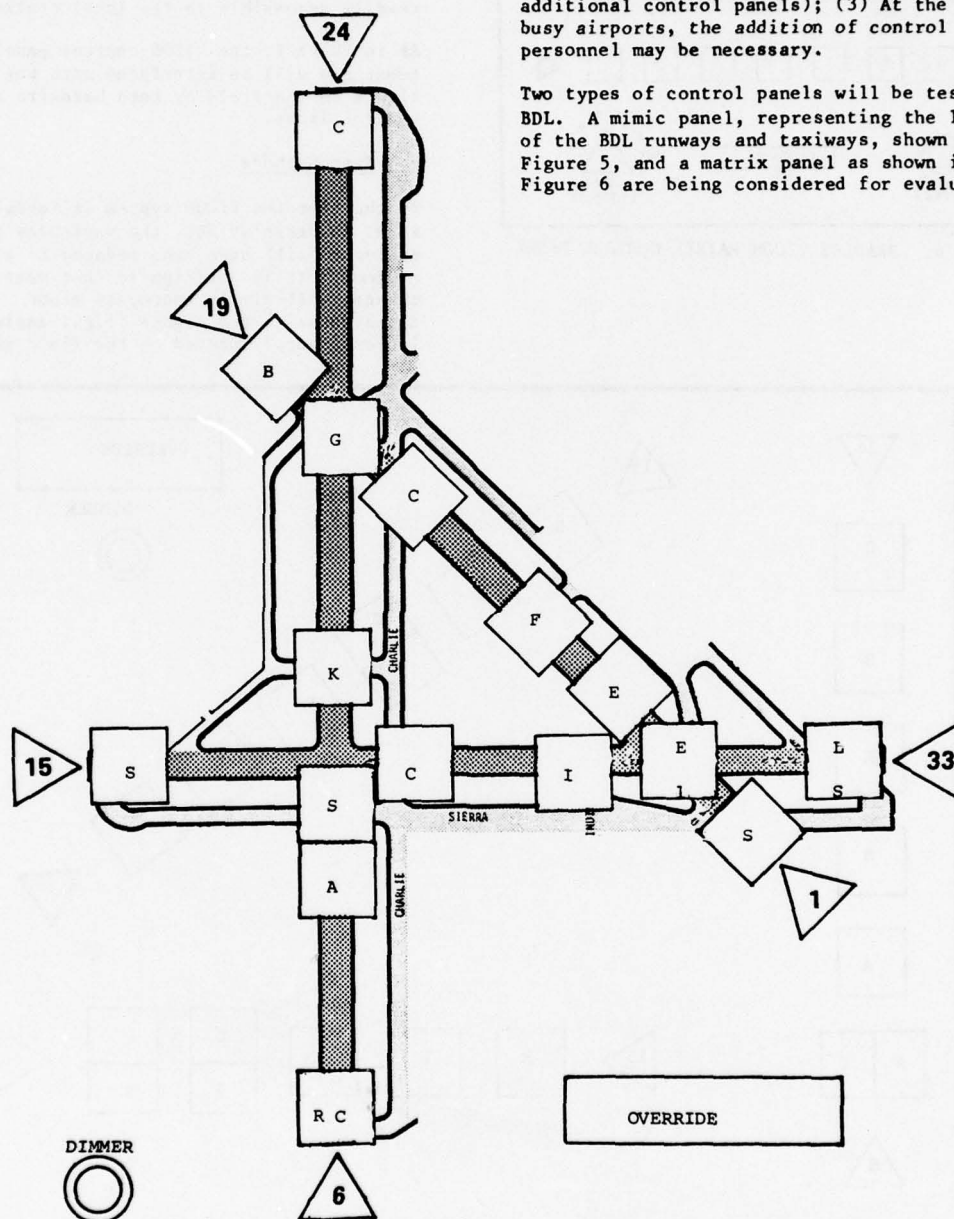 additional control panels); (3) At the
busy airports, the addition of control
personnel may be necessary.
Two types of control panels will be tes
BDL. A mimic panel, representing the l
of the BDL runways and taxiways, shown
Figure 5, and a matrix panel as shown i
Figure 6 are being considered for evalu
24
C
19
B
G
C
F
CHARLIE
K
E
15
S
C
I
E
1
L
S
33
S
SIERRA
S
1
A
CHARLIE
R C
OVERRIDE
DIMMER
6